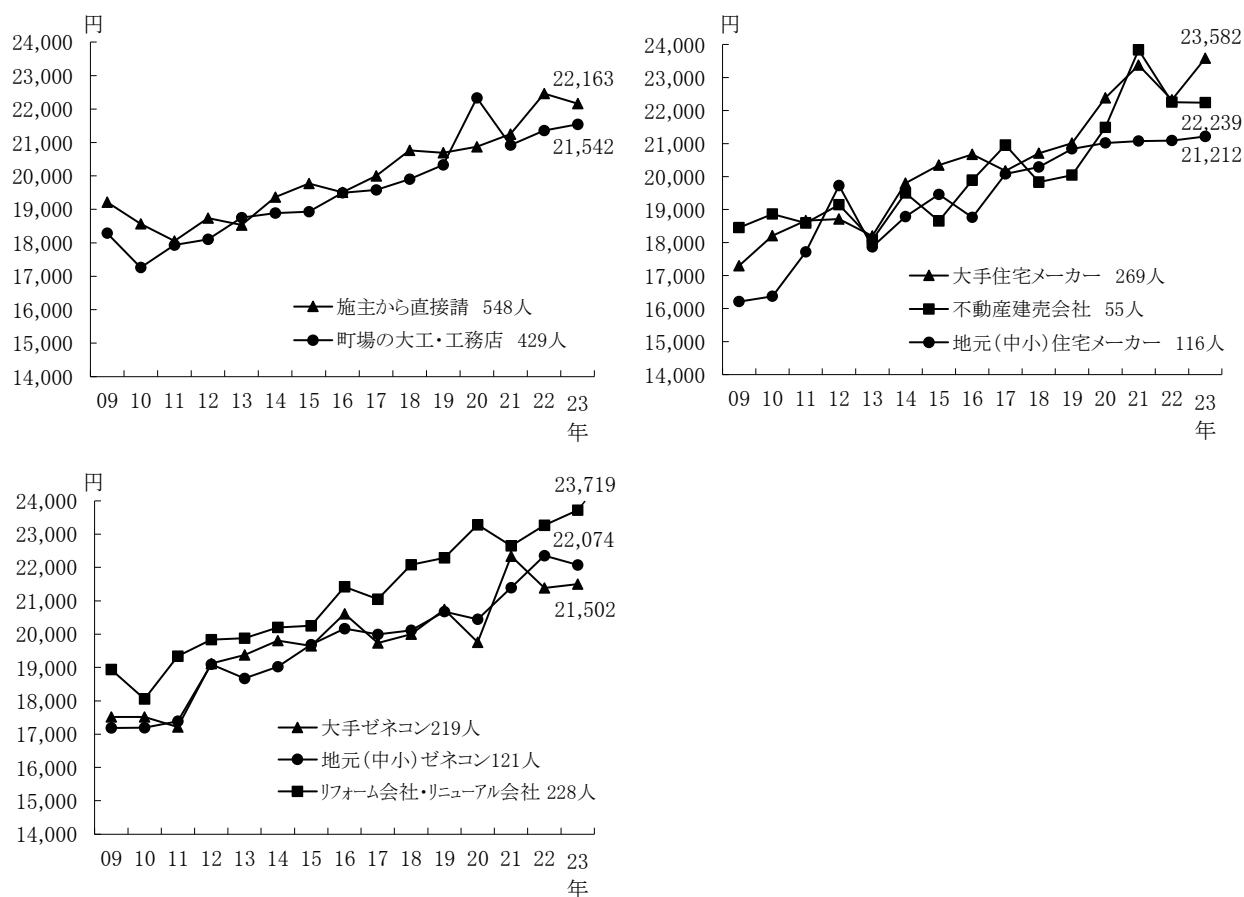 円
24,000
23,000
22,000
21,000
20,000
19,000
18,000
17,000
16,000
15,000
14,000
22,163
21,542
施主から直接請 548人
町場の大工・工務店 429人
09 10 11 12 13 14 15 16 17 18 19 20 21 22 23
年
円
24,000
23,000
22,000
21,000
20,000
19,000
18,000
17,000
16,000
15,000
14,000
23,582
22,239
21,212
大手住宅メーカー 269人
不動産建売会社 55人
地元(中小)住宅メーカー 116人
09 10 11 12 13 14 15 16 17 18 19 20 21 22 23
年
円
24,000
23,000
22,000
21,000
20,000
19,000
18,000
17,000
16,000
15,000
14,000
23,719
22,074
21,502
大手ゼネコン219人
地元(中小)ゼネコン121人
リフォーム会社・リニューアル会社 228人
09 10 11 12 13 14 15 16 17 18 19 20 21 22 23
年